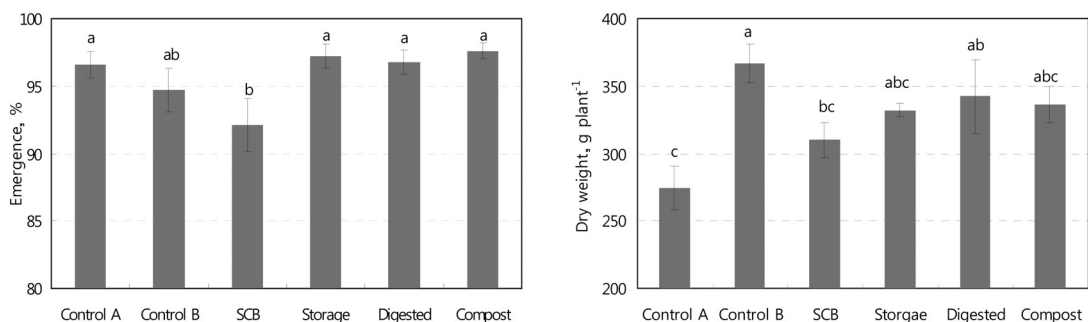 Emergence, %
100
95
90
85
80
a
ab
b
a
a
a
Control A Control B SCB Storage Digested Compost
Dry weight, g plant⁻¹
400
350
300
250
200
c
a
bc
abc
ab
abc
Control A Control B SCB Storgae Digested Compost